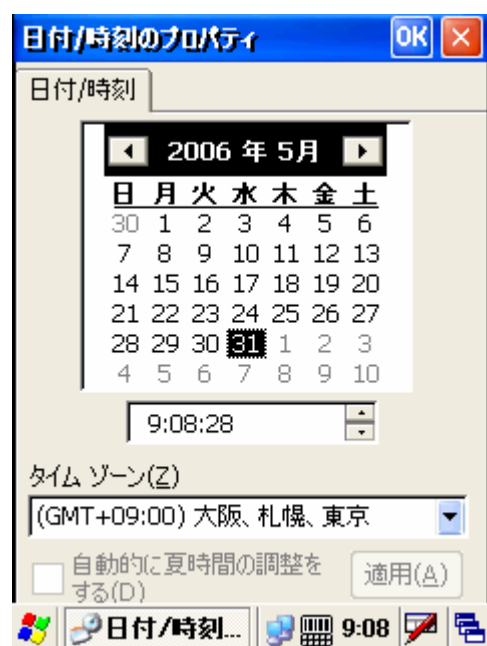 日付/時刻のプロパティ OK
日付/時刻
2006 年 5月
日 月 火 水 木 金 土
30 1 2 3 4 5 6
7 8 9 10 11 12 13
14 15 16 17 18 19 20
21 22 23 24 25 26 27
28 29 30 31 1 2 3
4 5 6 7 8 9 10
9:08:28
タイム ゾーン(Z)
(GMT+09:00) 大阪、札幌、東京
自動的に夏時間の調整を
する(D)
適用(A)
日付/時刻... 9:08